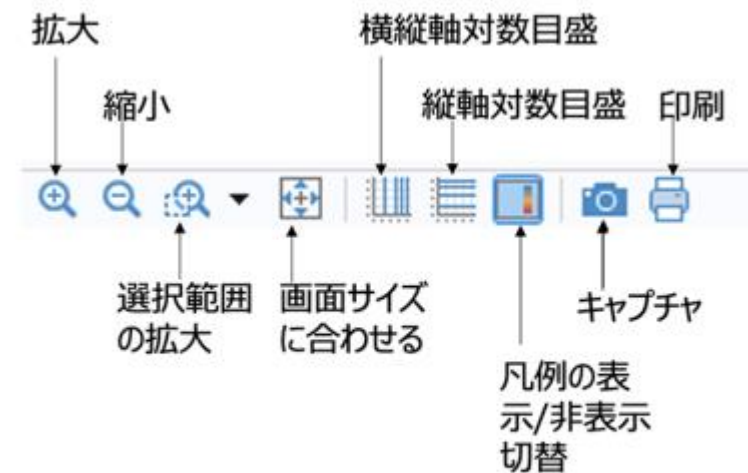 拡大
横縦軸対数目盛
縮小
縦軸対数目盛
印刷
選択範囲
の拡大
画面サイズ
に合わせる
キャプチャ
凡例の表
示/非表示
切替